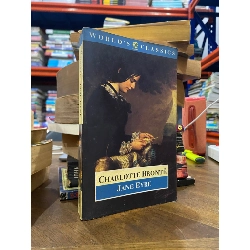 WORLD'S CLASSICS
CHARLOTTE BRONTË
JANE EYRE